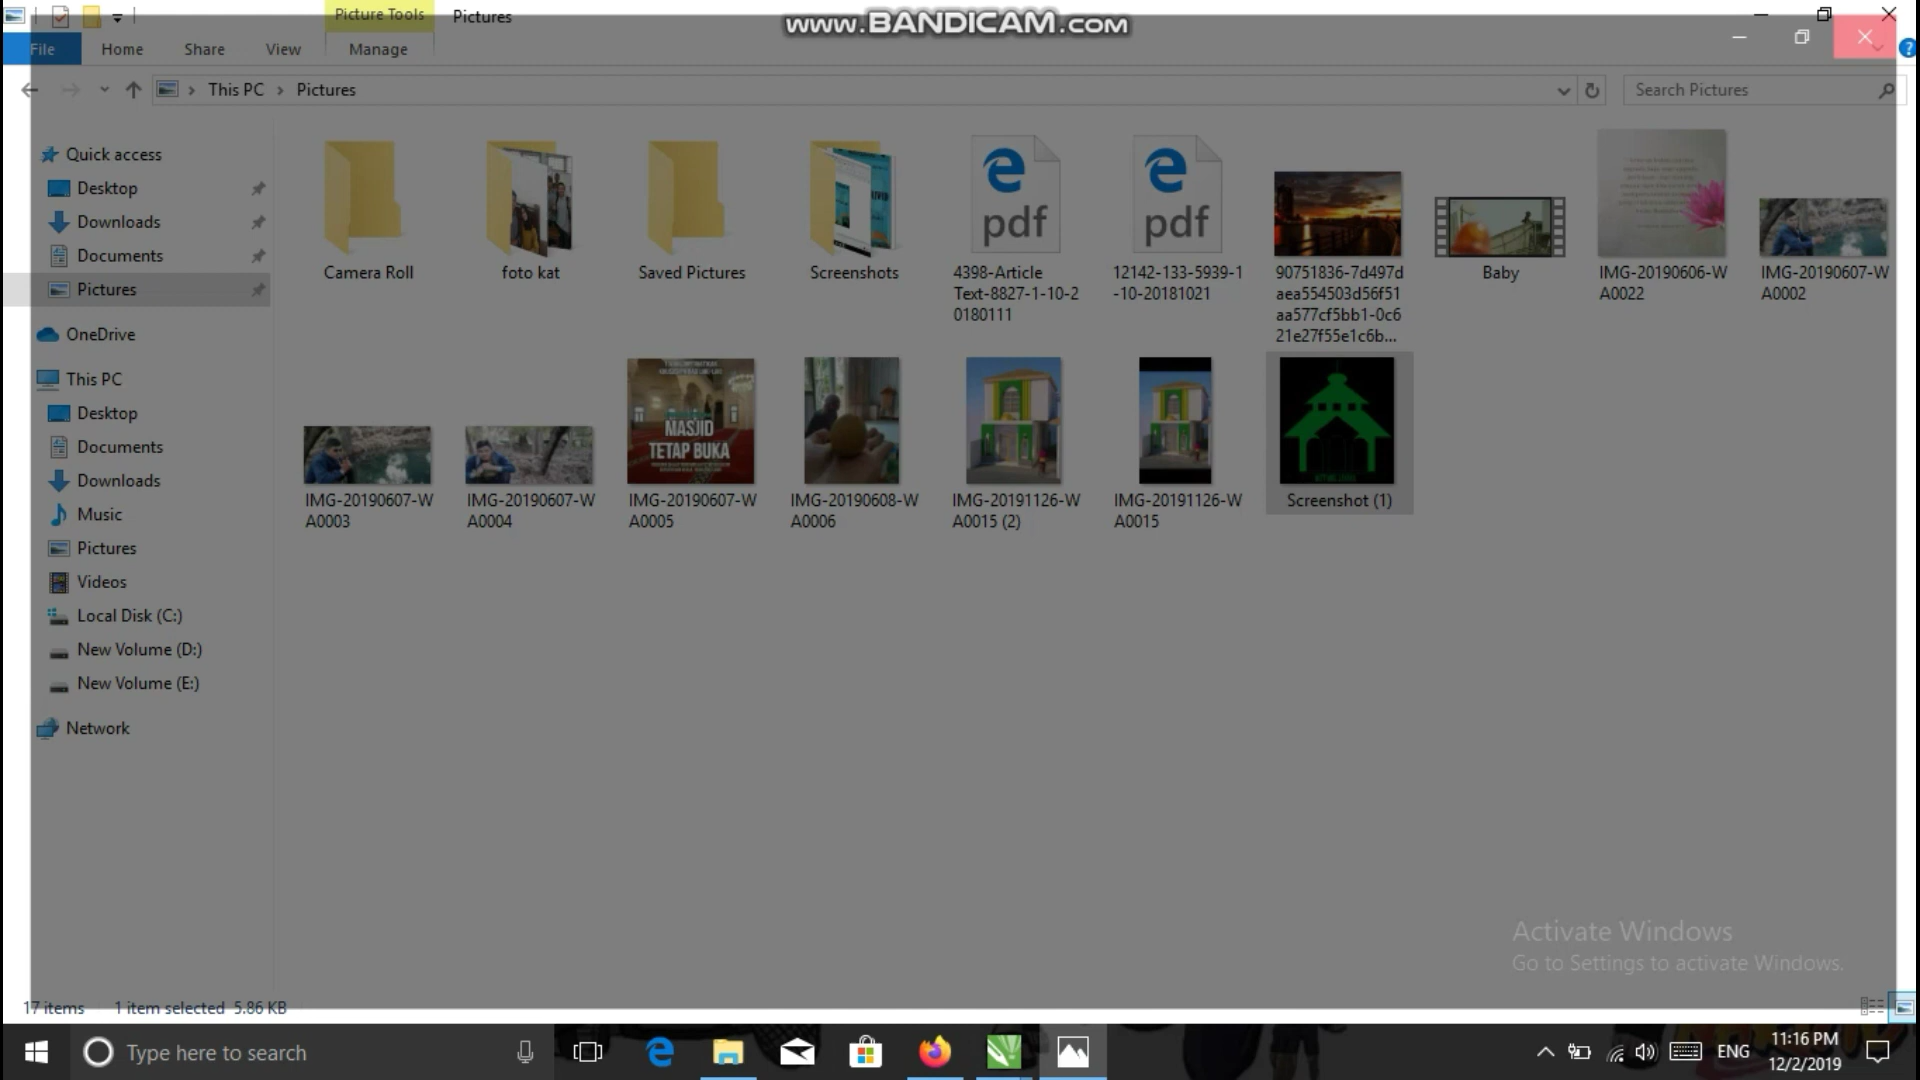 Picture Tools
Pictures
www.BANDICAM.com
File
Home
Share
View
Manage
This PC
Pictures
Search Pictures
Quick access
Desktop
Downloads
Documents
Pictures
OneDrive
This PC
Desktop
Documents
Downloads
Music
Pictures
Videos
Local Disk (C:)
New Volume (D:)
New Volume (E:)
Network
Camera Roll
foto kat
Saved Pictures
Screenshots
pdf
4398-Article
Text-8827-1-10-2
0180111
pdf
12142-133-5939-1
-10-20181021
90751836-7d497d
aea554503d56f51
aa577cf5bb1-0c6
21e27f55e1c6b...
Baby
IMG-20190606-W
A0022
IMG-20190607-W
A0002
IMG-20190607-W
A0003
IMG-20190607-W
A0004
MASJID
TETAP BUKA
IMG-20190607-W
A0005
IMG-20190608-W
A0006
IMG-20191126-W
A0015 (2)
IMG-20191126-W
A0015
Screenshot (1)
Activate Windows
Go to Settings to activate Windows.
17 items
1 item selected 5.86 KB
Type here to search
ENG
11:16 PM
12/2/2019